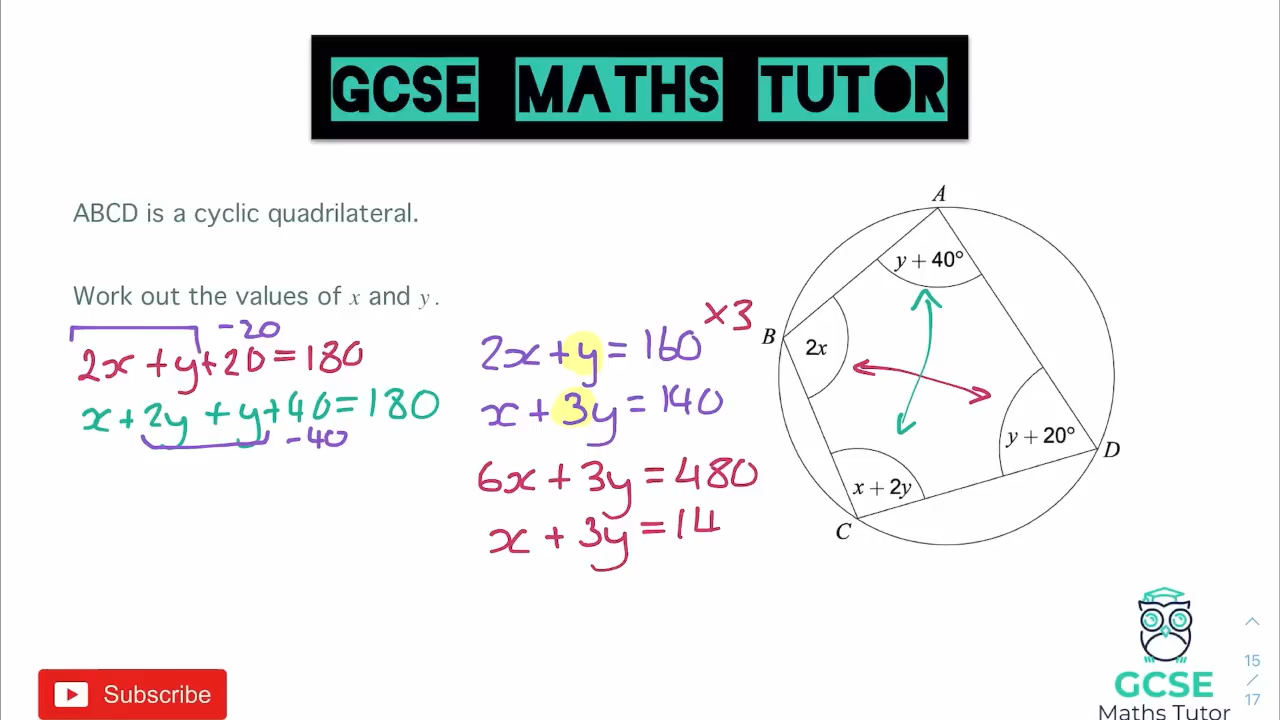 GCSE MATHS TUTOR
ABCD is a cyclic quadrilateral.
Work out the values of x and y.
-20
2x + y + 20 = 180
x + 2y + y + 40 = 180
-40
2x + y = 160 ×3
x + 3y = 140
6x + 3y = 480
x + 3y = 14
A
y + 40°
B
2x
y + 20°
D
x + 2y
C
Subscribe
GCSE
Maths Tutor
15
/
17